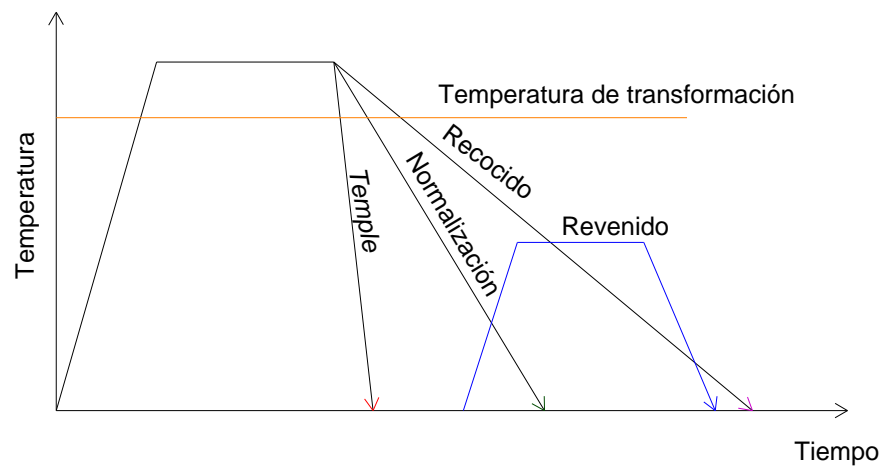 Temperatura de transformación
Recocido
Normalización
Temple
Revenido
Temperatura
Tiempo